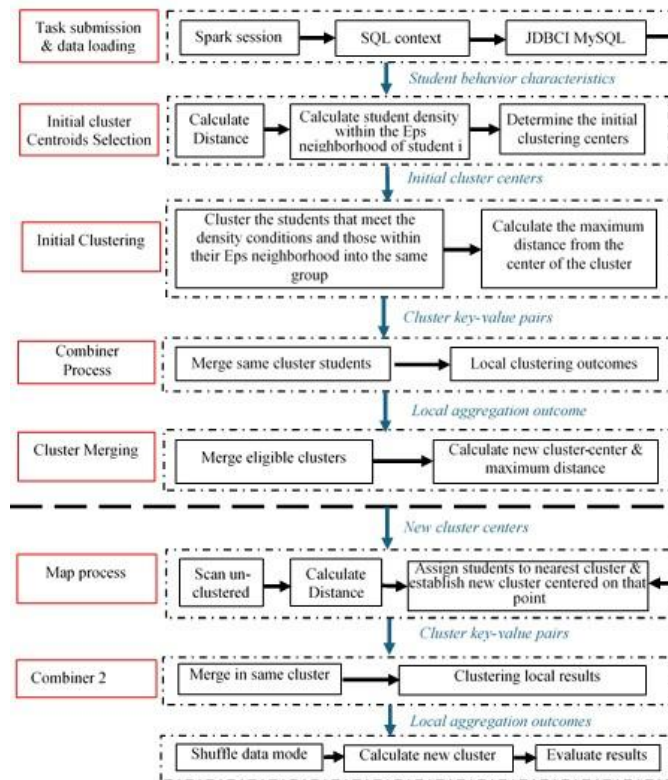 Task submission
& data loading
Spark session
SQL context
JDBCI MySQL
Student behavior characteristics
Initial cluster
Centroids Selection
Calculate
Distance
Calculate student density
within the Eps
neighborhood of student i
Determine the initial
clustering centers
Initial cluster centers
Initial Clustering
Cluster the students that meet the
density conditions and those within
their Eps neighborhood into the same
group
Calculate the maximum
distance from the
center of the cluster
Cluster key-value pairs
Combiner
Process
Merge same cluster students
Local clustering outcomes
Local aggregation outcome
Cluster Merging
Merge eligible clusters
Calculate new cluster-center &
maximum distance
New cluster centers
Map process
Scan un-
clustered
Calculate
Distance
Assign students to nearest cluster &
establish new cluster centered on that
point
Cluster key-value pairs
Combiner 2
Merge in same cluster
Clustering local results
Local aggregation outcomes
Shuffle data mode
Calculate new cluster
Evaluate results